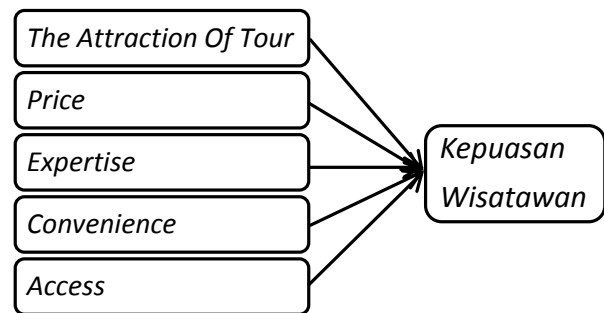 The Attraction Of Tour
Price
Expertise
Convenience
Access
Kepuasan
Wisatawan